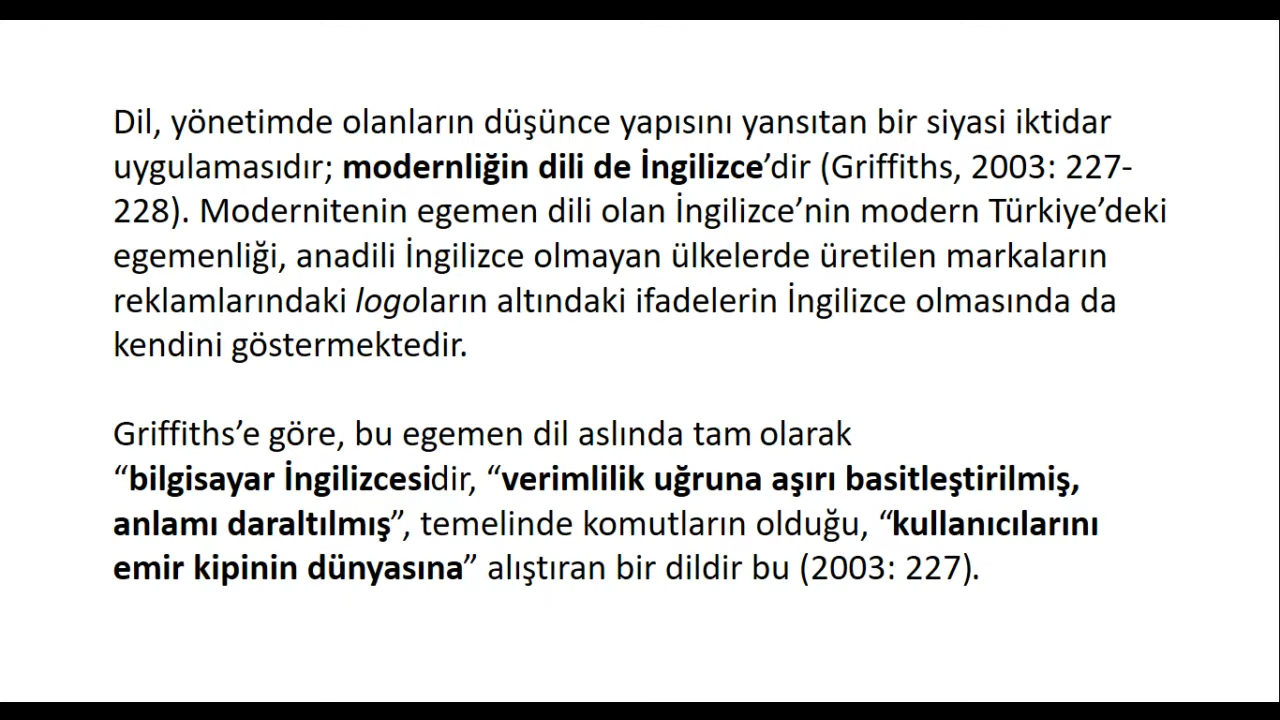 Dil, yönetimde olanların düşünce yapısını yansıtan bir siyasi iktidar
uygulamasıdır; modernliğin dili de İngilizce’dir (Griffiths, 2003: 227-
228). Modernitenin egemen dili olan İngilizce’nin modern Türkiye’deki
egemenliği, anadili İngilizce olmayan ülkelerde üretilen markaların
reklamlarındaki logoların altındaki ifadelerin İngilizce olmasında da
kendini göstermektedir.
Griffiths’e göre, bu egemen dil aslında tam olarak
“bilgisayar İngilizcesidir, “verimlilik uğruna aşırı basitleştirilmiş,
anlamı daraltılmış”, temelinde komutların olduğu, “kullanıcılarını
emir kipinin dünyasına” alıştıran bir dildir bu (2003: 227).